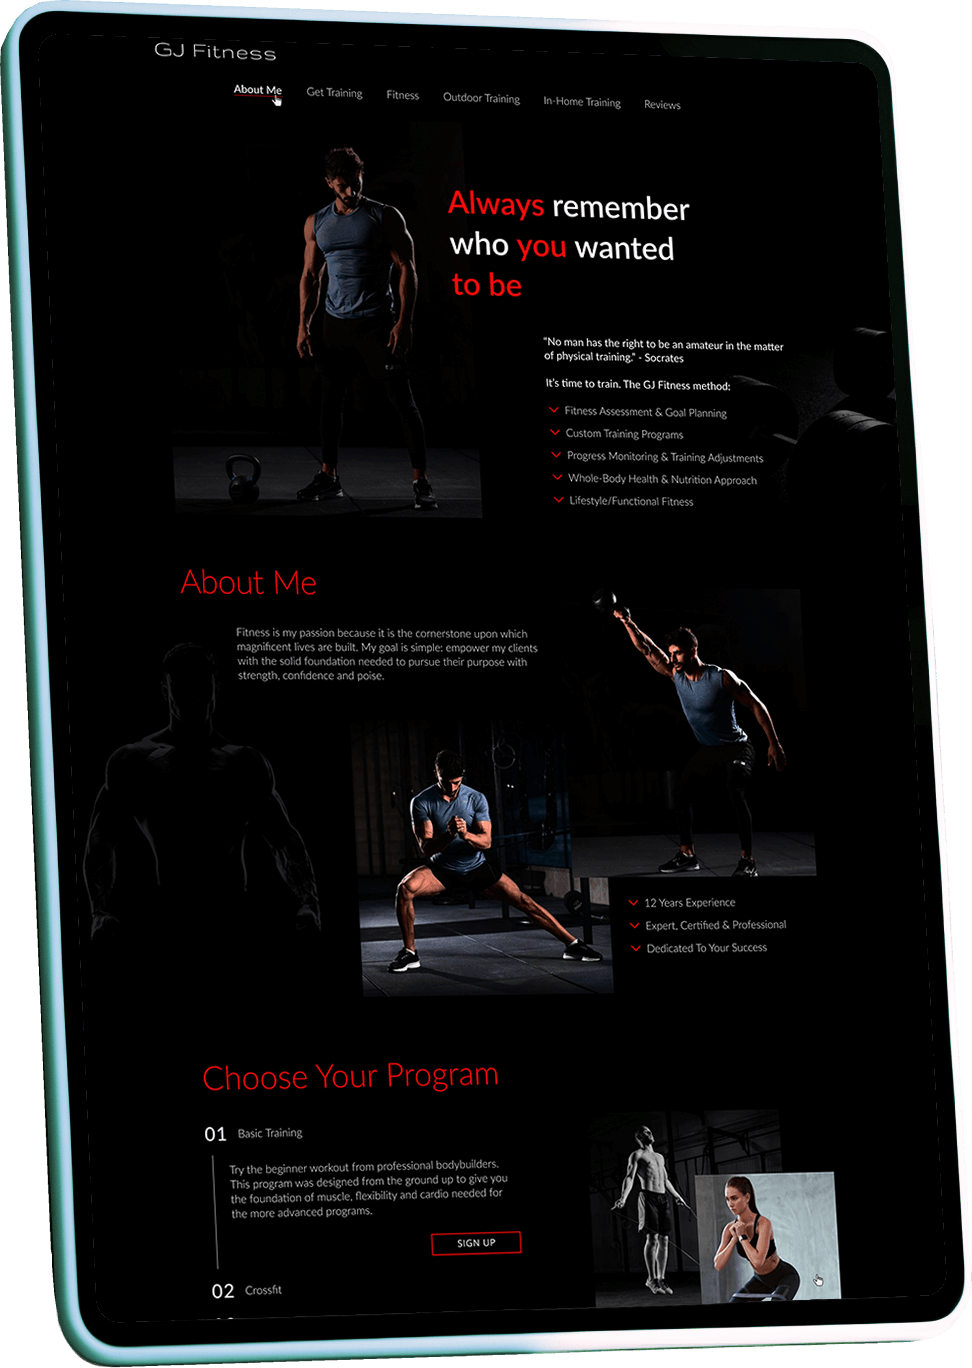 GJ Fitness
About Me
Get Training
Fitness
Outdoor Training
In-Home Training
Reviews
Always remember
who you wanted
to be
"No man has the right to be an amateur in the matter
of physical training." - Socrates
It's time to train. The GJ Fitness method:
Fitness Assessment & Goal Planning
Custom Training Programs
Progress Monitoring & Training Adjustments
Whole-Body Health & Nutrition Approach
Lifestyle/Functional Fitness
About Me
Fitness is my passion because it is the cornerstone upon which
magnificent lives are built. My goal is simple: empower my clients
with the solid foundation needed to pursue their purpose with
strength, confidence and poise.
12 Years Experience
Expert, Certified & Professional
Dedicated To Your Success
Choose Your Program
01 Basic Training
Try the beginner workout from professional bodybuilders.
This program was designed from the ground up to give you
the foundation of muscle, flexibility and cardio needed for
the more advanced programs.
SIGN UP
02 Crossfit